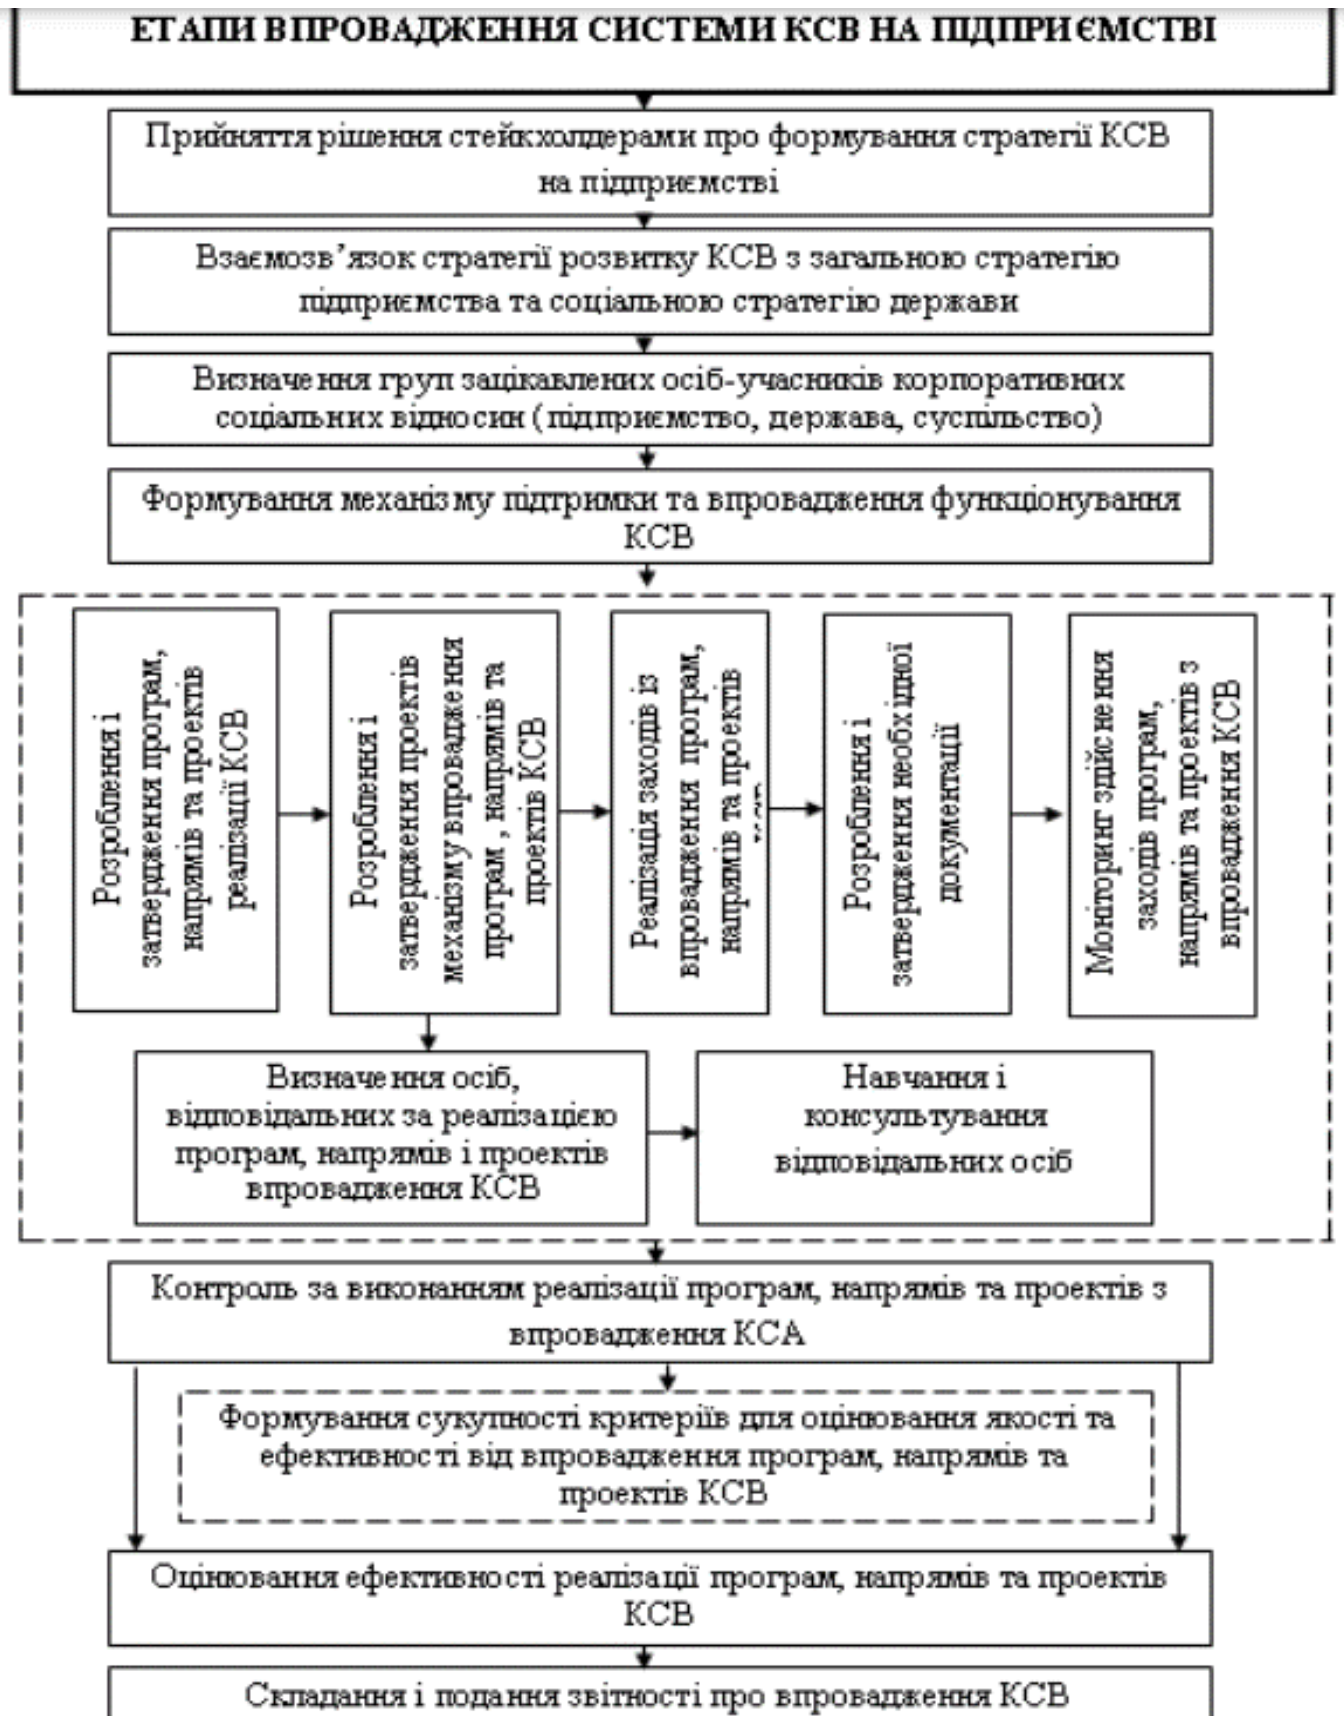 ЕТАПИ ВПРОВАДЖЕННЯ СИСТЕМИ КСВ НА ПІДПРИЄМСТВІ
Прийняття рішення стейкхолдерами про формування стратегії КСВ
на підприємстві
Взаємозв’язок стратегії розвитку КСВ з загальною стратегію
підприємства та соціальною стратегію держави
Визначення груп зацікавлених осіб-учасників корпоративних
соціальних відносин (підприємство, держава, суспільство)
Формування механізму підтримки та впровадження функціонування
КСВ
Розроблення і
затвердження програм,
напрямів та проектів
реалізації КСВ
Розроблення і
затвердження проектів
механізму впровадження
програм , напрямів та
проектів КСВ
Реалізація заходів із
впровадження програм,
напрямів та проектів
Розроблення і
затвердження необхідної
документації
Моніторинг здійснення
заходів програм,
напрямів та проектів з
впровадження КСВ
Визначення осіб,
відповідальних за реалізацією
програм, напрямів і проектів
впровадження КСВ
Навчання і
консультування
відповідальних осіб
Контроль за виконанням реалізації програм, напрямів та проектів з
впровадження КСА
Формування сукупності критеріїв для оцінювання якості та
ефективності від впровадження програм, напрямів та
проектів КСВ
Оцінювання ефективності реалізації програм, напрямів та проектів
КСВ
Складання і подання звітності про впровадження КСВ